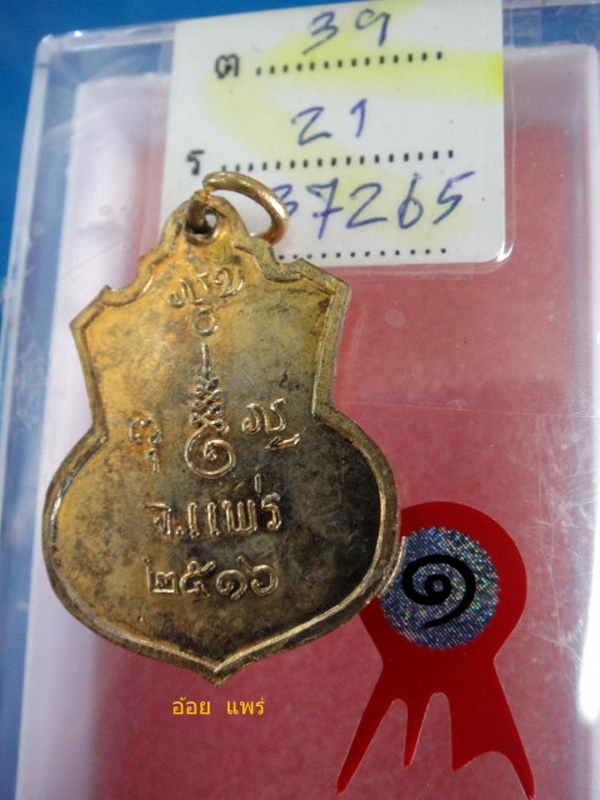 ต ........ 39
ร ........ 21
37265
จ.แพร่
๒๕๑๖
๑
อ้อย แพร่